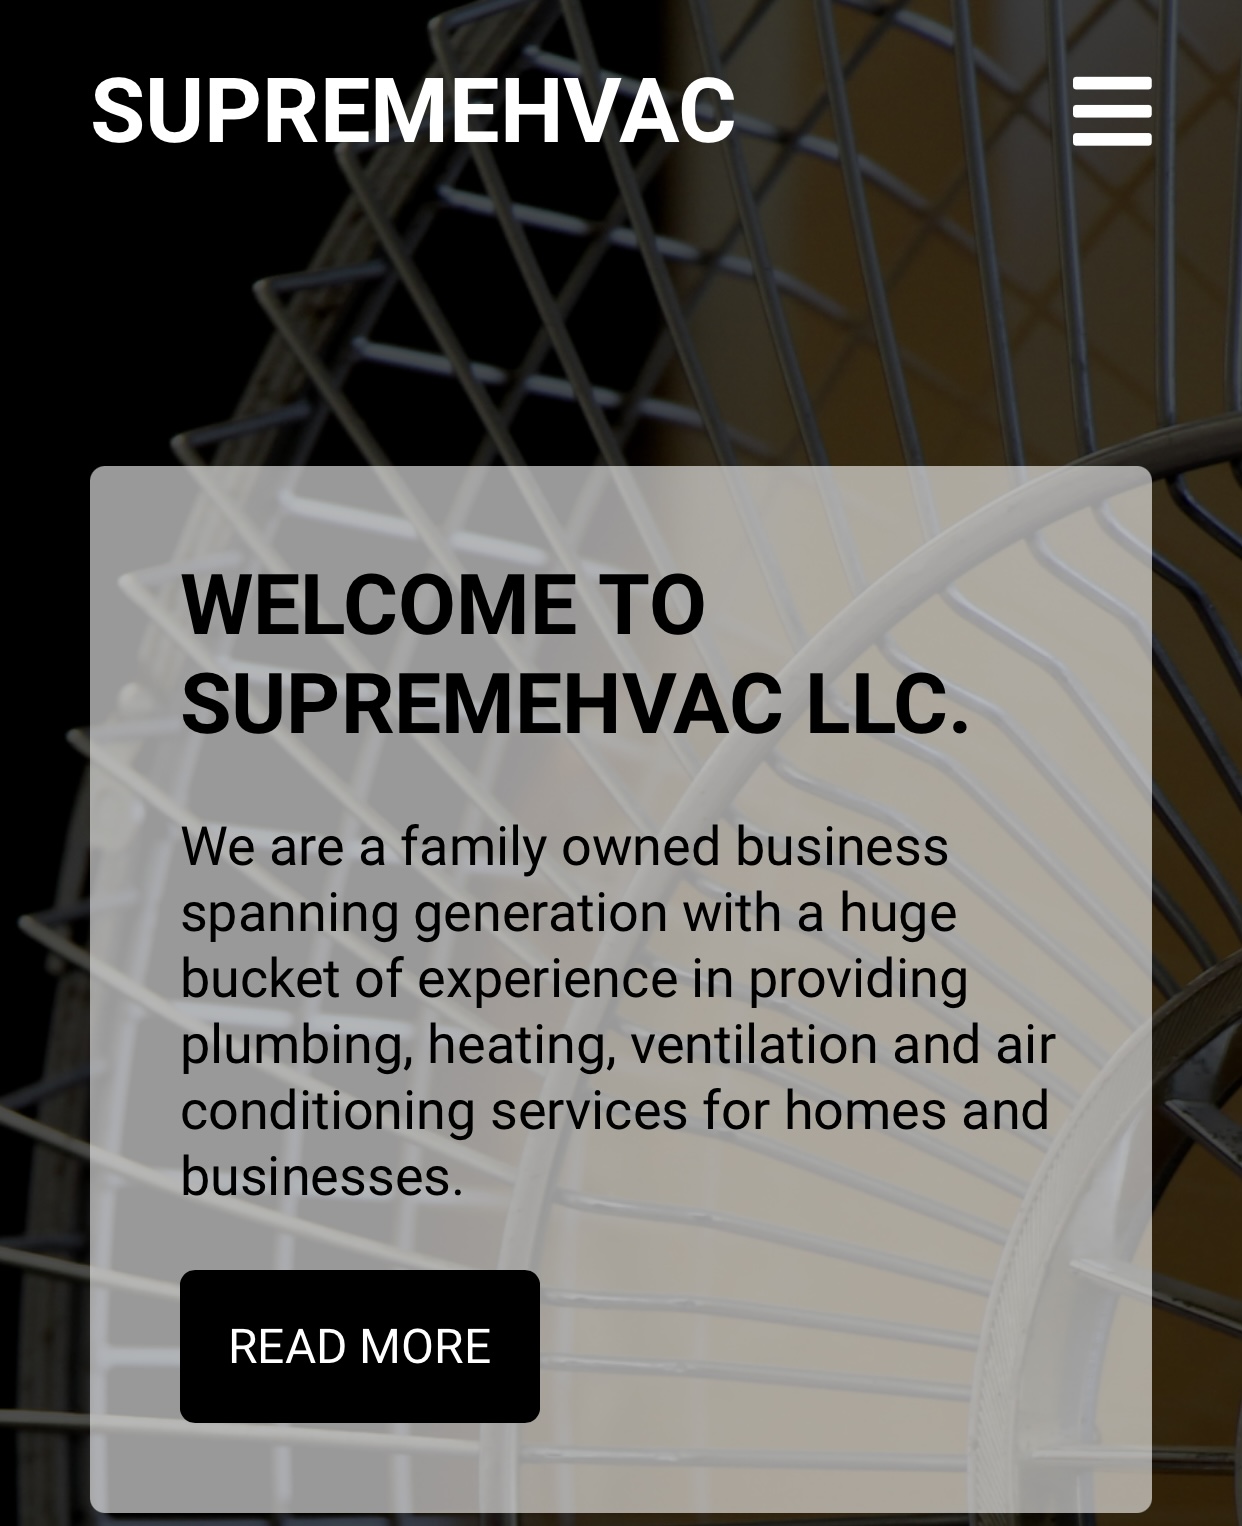 SUPREMEHVAC
WELCOME TO
SUPREMEHVAC LLC.
We are a family owned business
spanning generation with a huge
bucket of experience in providing
plumbing, heating, ventilation and air
conditioning services for homes and
businesses.
READ MORE